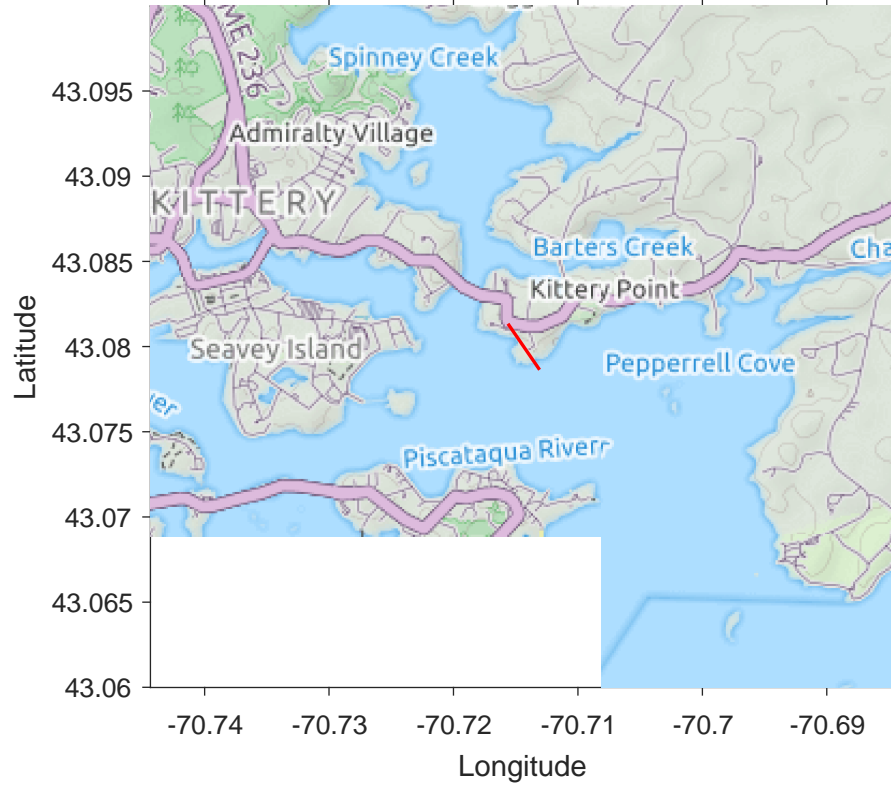 ME 236
Spinney Creek
43.095
Admiralty Village
43.09
KITTERY
43.085
Barters Creek
Cha
Kittery Point
43.08
Seavey Island
Pepperrell Cove
ver
43.075
Piscataqua Riverr
43.07
43.065
43.06
-70.74
-70.73
-70.72
-70.71
-70.7
-70.69
Latitude
Longitude